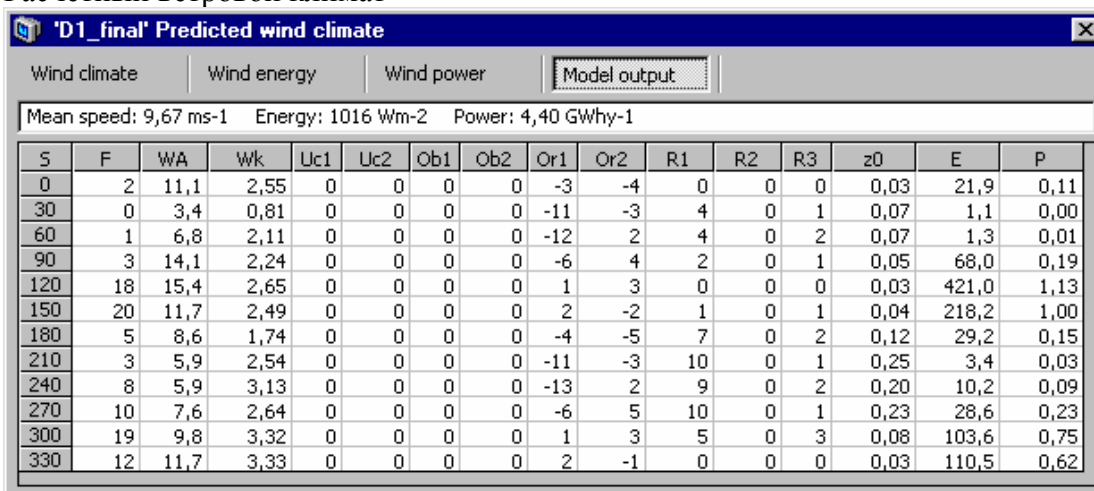 Расчетный ветровой климат
'D1_final' Predicted wind climate
Wind climate Wind energy Wind power Model output
Mean speed: 9,67 ms-1 Energy: 1016 Wm-2 Power: 4,40 GWhy-1
S F WA Wk Uc1 Uc2 Ob1 Ob2 Or1 Or2 R1 R2 R3 z0 E P
0 2 11,1 2,55 0 0 0 0 -3 -4 0 0 0 0,03 21,9 0,11
30 0 3,4 0,81 0 0 0 0 -11 -3 4 0 1 0,07 1,1 0,00
60 1 6,8 2,11 0 0 0 0 -12 2 4 0 2 0,07 1,3 0,01
90 3 14,1 2,24 0 0 0 0 -6 4 2 0 1 0,05 68,0 0,19
120 18 15,4 2,65 0 0 0 0 1 3 0 0 0 0,03 421,0 1,13
150 20 11,7 2,49 0 0 0 0 2 -2 1 0 1 0,04 218,2 1,00
180 5 8,6 1,74 0 0 0 0 -4 -5 7 0 2 0,12 29,2 0,15
210 3 5,9 2,54 0 0 0 0 -11 -3 10 0 1 0,25 3,4 0,03
240 8 5,9 3,13 0 0 0 0 -13 2 9 0 2 0,20 10,2 0,09
270 10 7,6 2,64 0 0 0 0 -6 5 10 0 1 0,23 28,6 0,23
300 19 9,8 3,32 0 0 0 0 1 3 5 0 3 0,08 103,6 0,75
330 12 11,7 3,33 0 0 0 0 2 -1 0 0 0 0,03 110,5 0,62